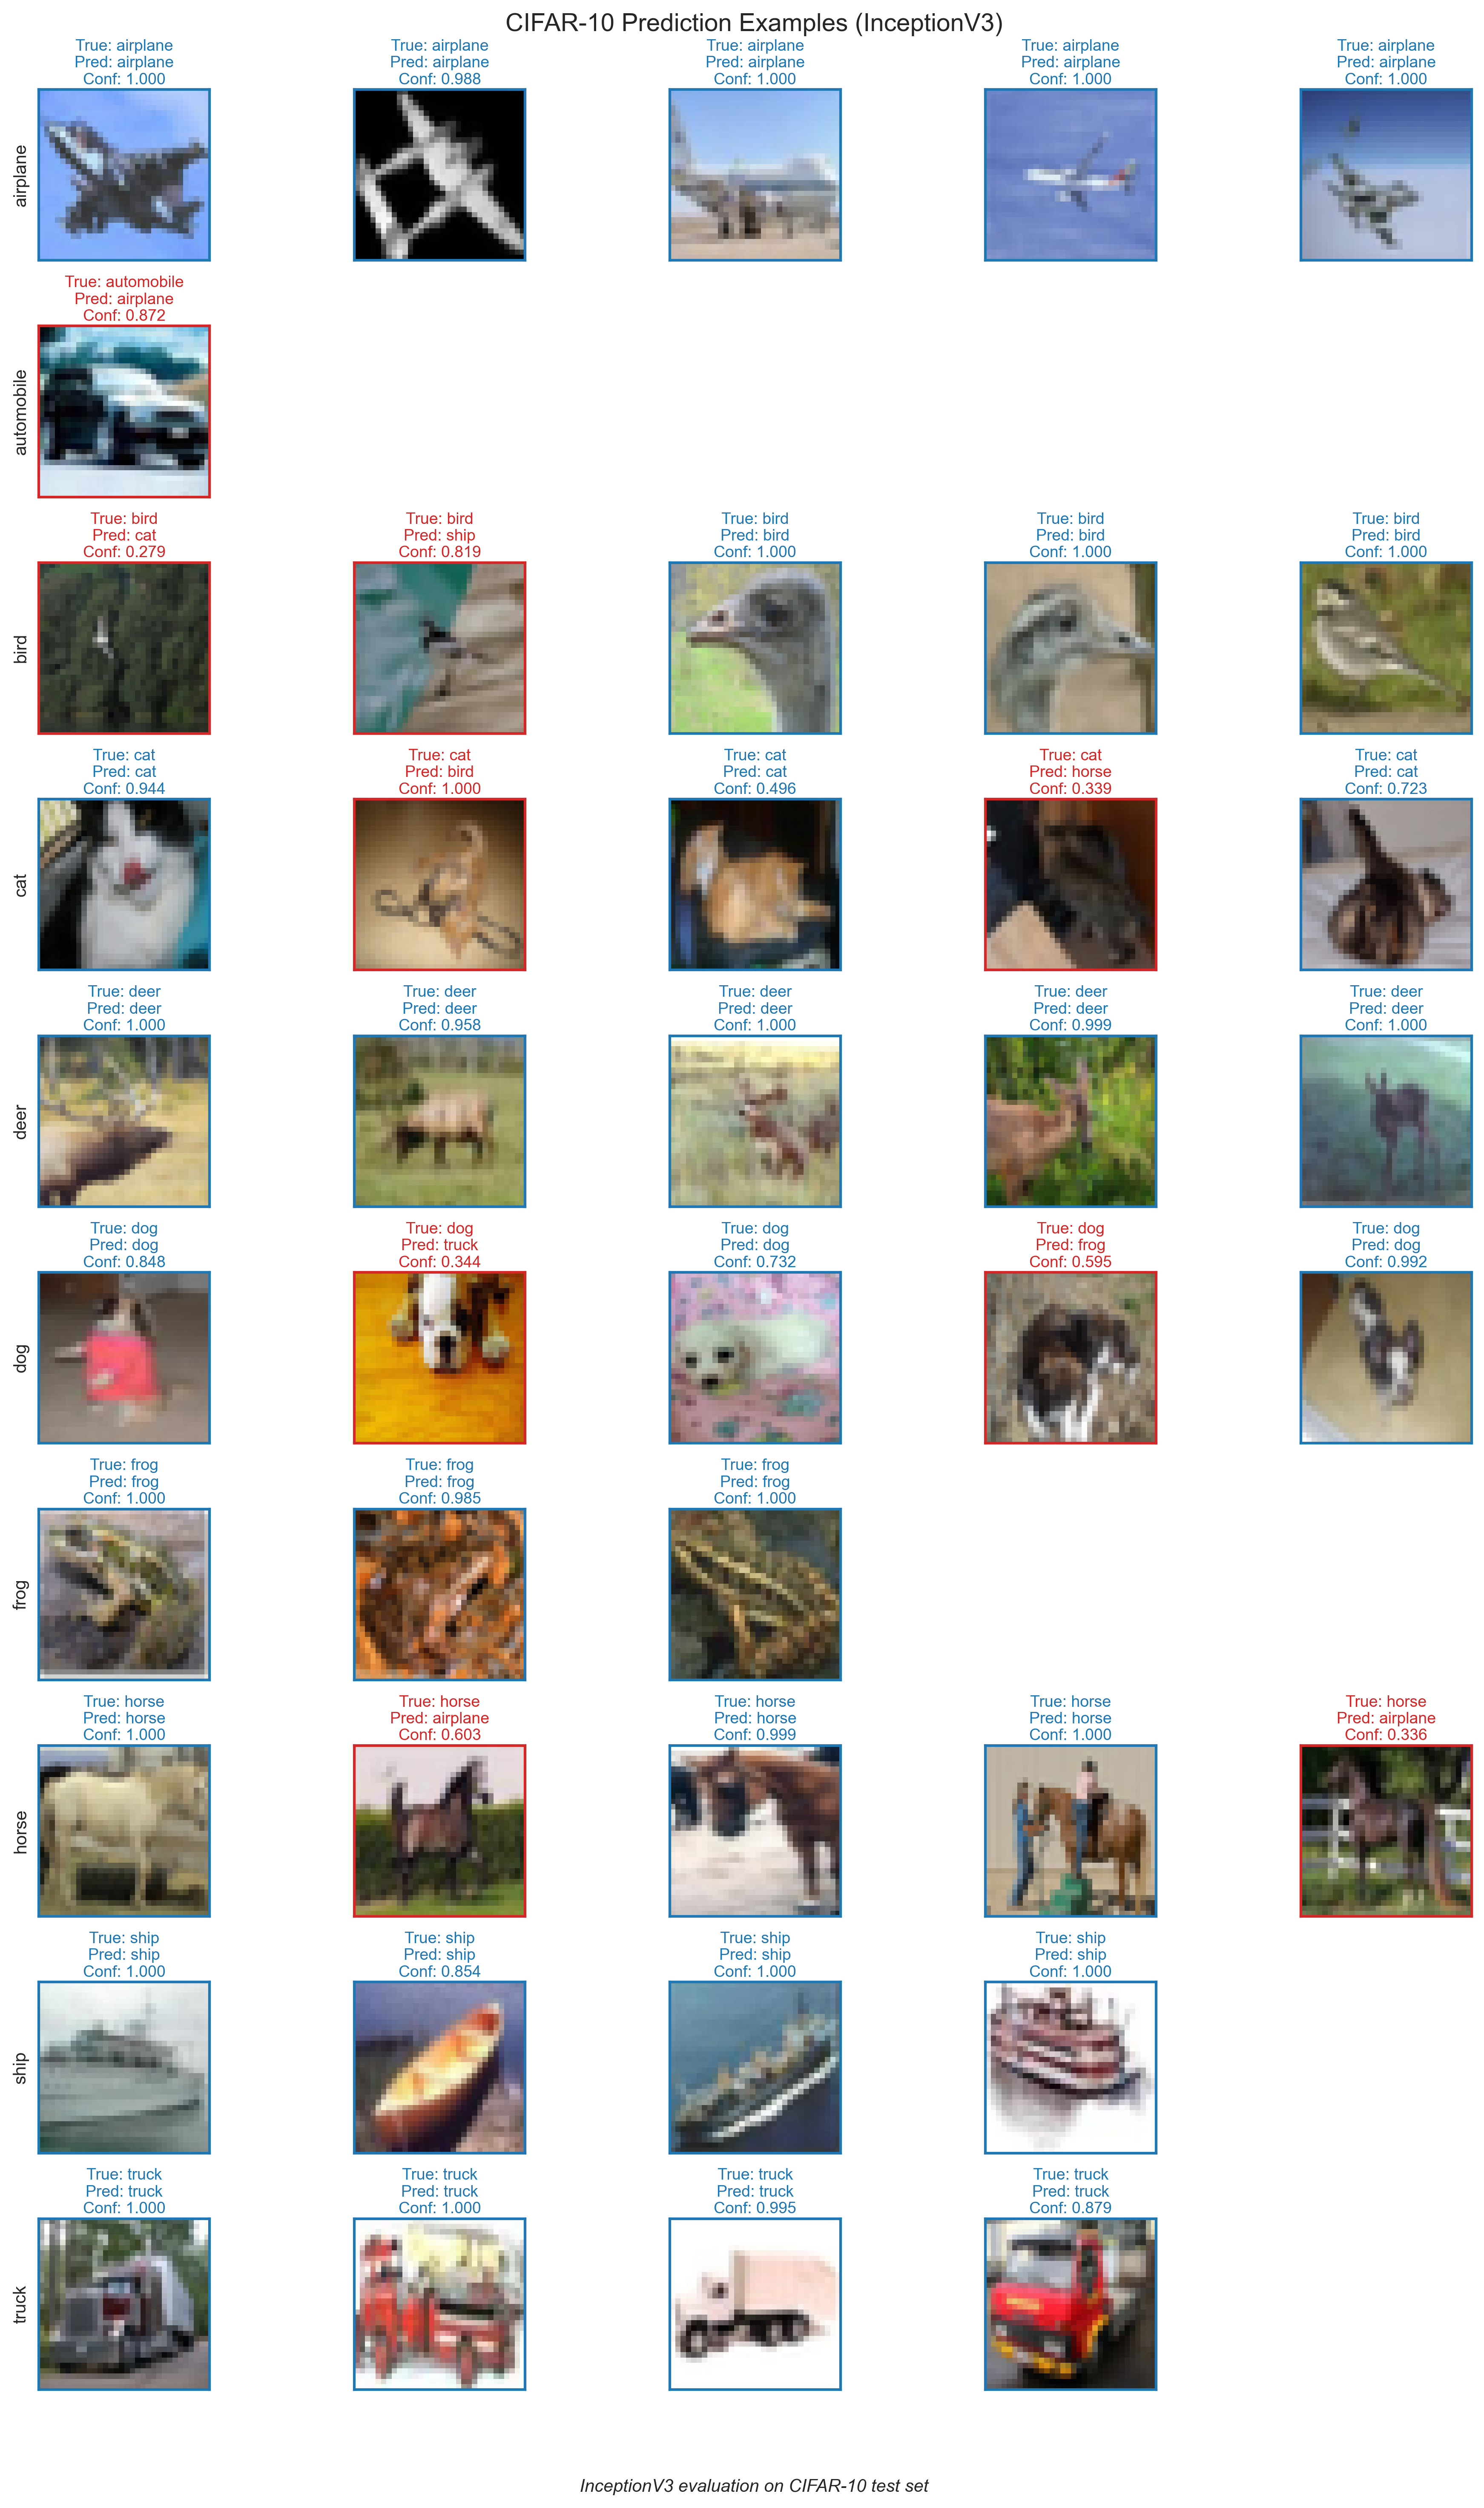 CIFAR-10 Prediction Examples (InceptionV3)
airplane
True: airplane
Pred: airplane
Conf: 1.000
True: airplane
Pred: airplane
Conf: 0.988
True: airplane
Pred: airplane
Conf: 1.000
True: airplane
Pred: airplane
Conf: 1.000
True: airplane
Pred: airplane
Conf: 1.000
automobile
True: automobile
Pred: airplane
Conf: 0.872
bird
True: bird
Pred: cat
Conf: 0.279
True: bird
Pred: ship
Conf: 0.819
True: bird
Pred: bird
Conf: 1.000
True: bird
Pred: bird
Conf: 1.000
True: bird
Pred: bird
Conf: 1.000
cat
True: cat
Pred: cat
Conf: 0.944
True: cat
Pred: bird
Conf: 1.000
True: cat
Pred: cat
Conf: 0.496
True: cat
Pred: horse
Conf: 0.339
True: cat
Pred: cat
Conf: 0.723
deer
True: deer
Pred: deer
Conf: 1.000
True: deer
Pred: deer
Conf: 0.958
True: deer
Pred: deer
Conf: 1.000
True: deer
Pred: deer
Conf: 0.999
True: deer
Pred: deer
Conf: 1.000
dog
True: dog
Pred: dog
Conf: 0.848
True: dog
Pred: truck
Conf: 0.344
True: dog
Pred: dog
Conf: 0.732
True: dog
Pred: frog
Conf: 0.595
True: dog
Pred: dog
Conf: 0.992
frog
True: frog
Pred: frog
Conf: 1.000
True: frog
Pred: frog
Conf: 0.985
True: frog
Pred: frog
Conf: 1.000
horse
True: horse
Pred: horse
Conf: 1.000
True: horse
Pred: airplane
Conf: 0.603
True: horse
Pred: horse
Conf: 0.999
True: horse
Pred: horse
Conf: 1.000
True: horse
Pred: airplane
Conf: 0.336
ship
True: ship
Pred: ship
Conf: 1.000
True: ship
Pred: ship
Conf: 0.854
True: ship
Pred: ship
Conf: 1.000
True: ship
Pred: ship
Conf: 1.000
truck
True: truck
Pred: truck
Conf: 1.000
True: truck
Pred: truck
Conf: 1.000
True: truck
Pred: truck
Conf: 0.995
True: truck
Pred: truck
Conf: 0.879
InceptionV3 evaluation on CIFAR-10 test set